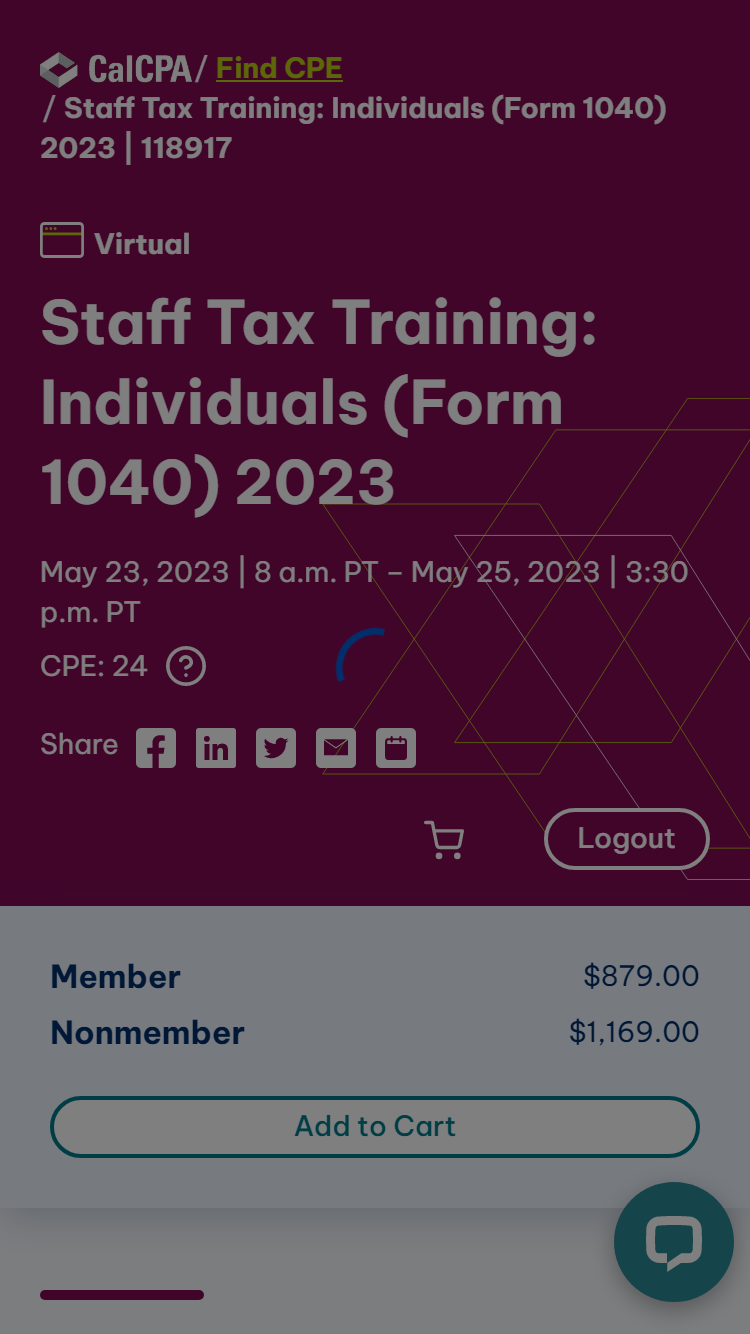 CalCPA / Find CPE
/ Staff Tax Training: Individuals (Form 1040)
2023 | 118917
Virtual
Staff Tax Training:
Individuals (Form
1040) 2023
May 23, 2023 | 8 a.m. PT – May 25, 2023 | 3:30
p.m. PT
CPE: 24 ?
Share
Logout
Member $879.00
Nonmember $1,169.00
Add to Cart